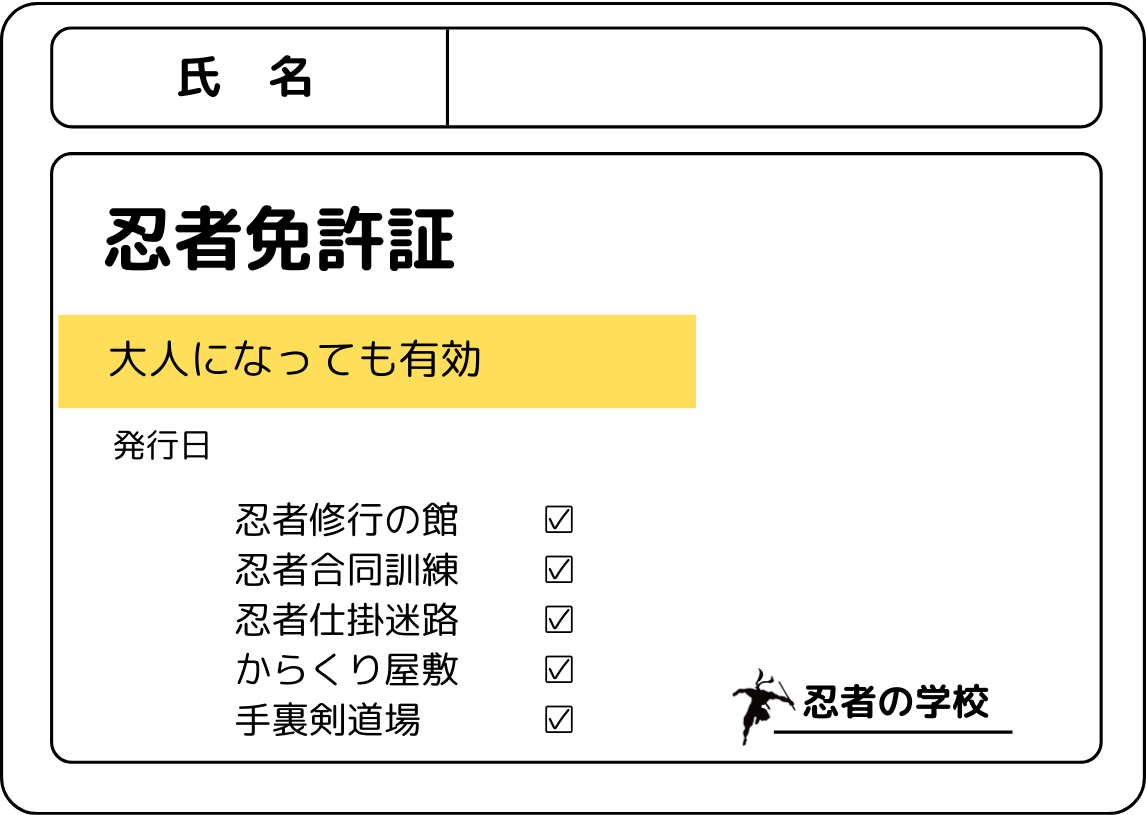 氏　名
忍者免許証
大人になっても有効
発行日
忍者修行の館 ☑
忍者合同訓練 ☑
忍者仕掛迷路 ☑
からくり屋敷 ☑
手裏剣道場 ☑
忍者の学校